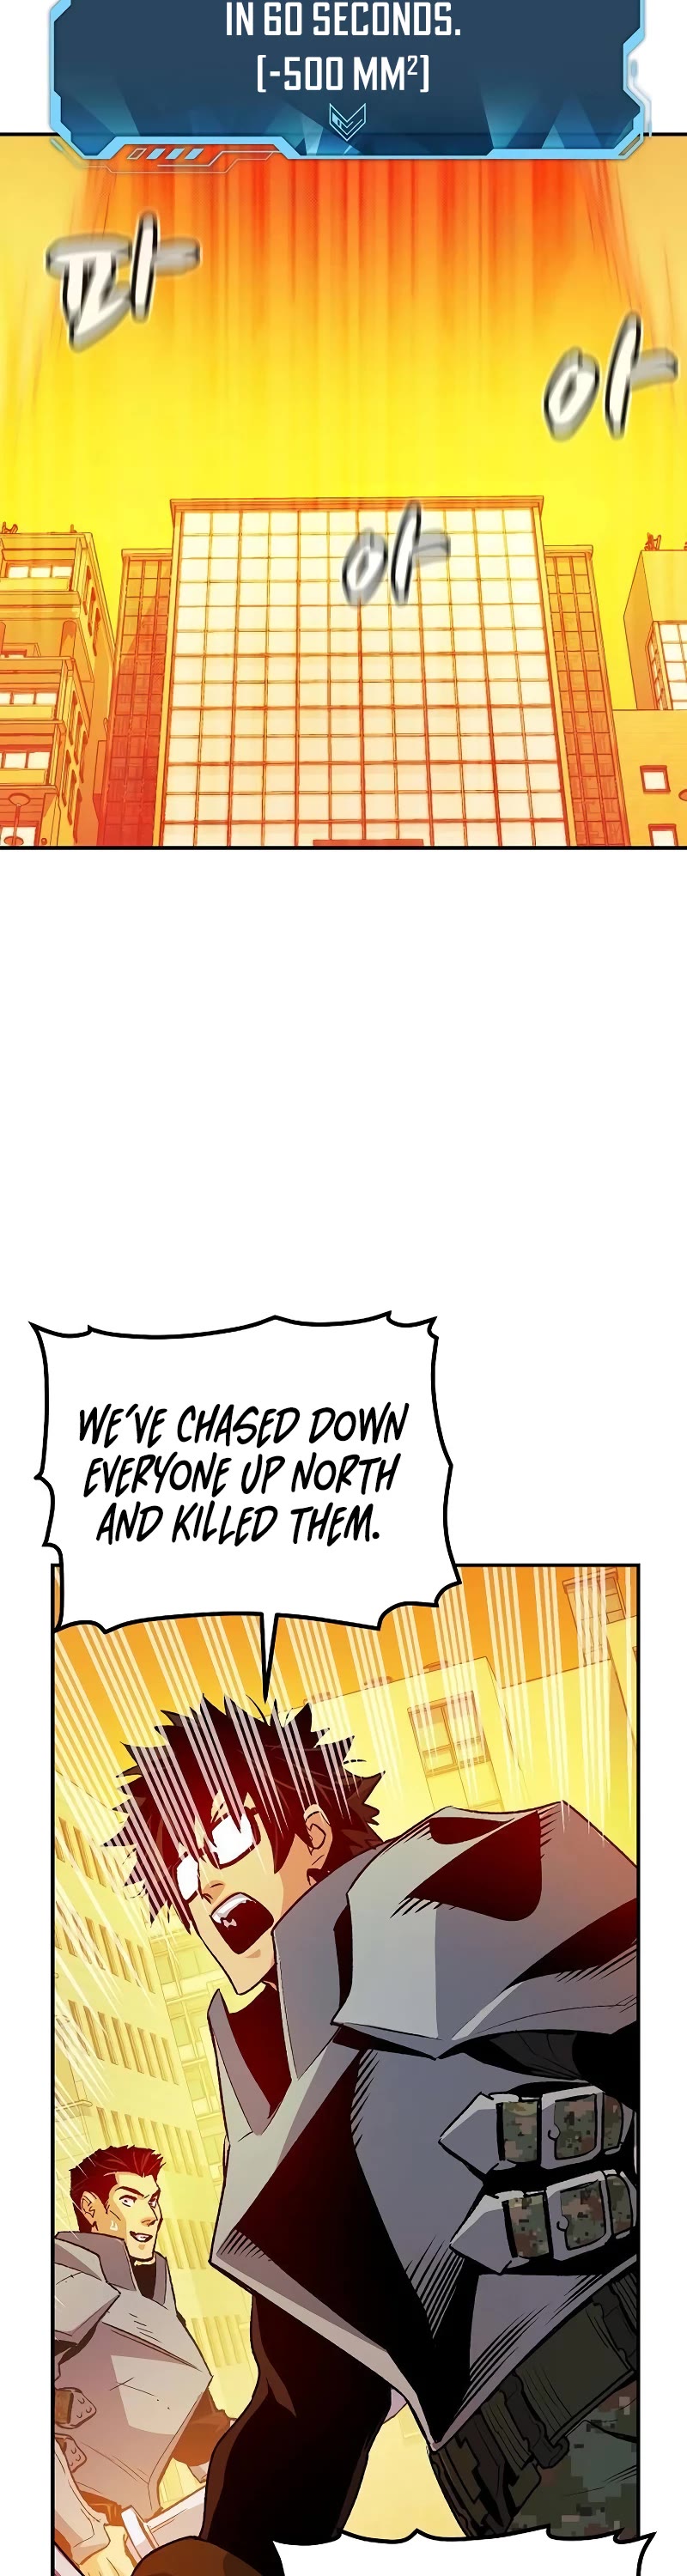 IN 60 SECONDS.
[-500 MM²]
파
아
아
WE'VE CHASED DOWN
EVERYONE UP NORTH
AND KILLED THEM.